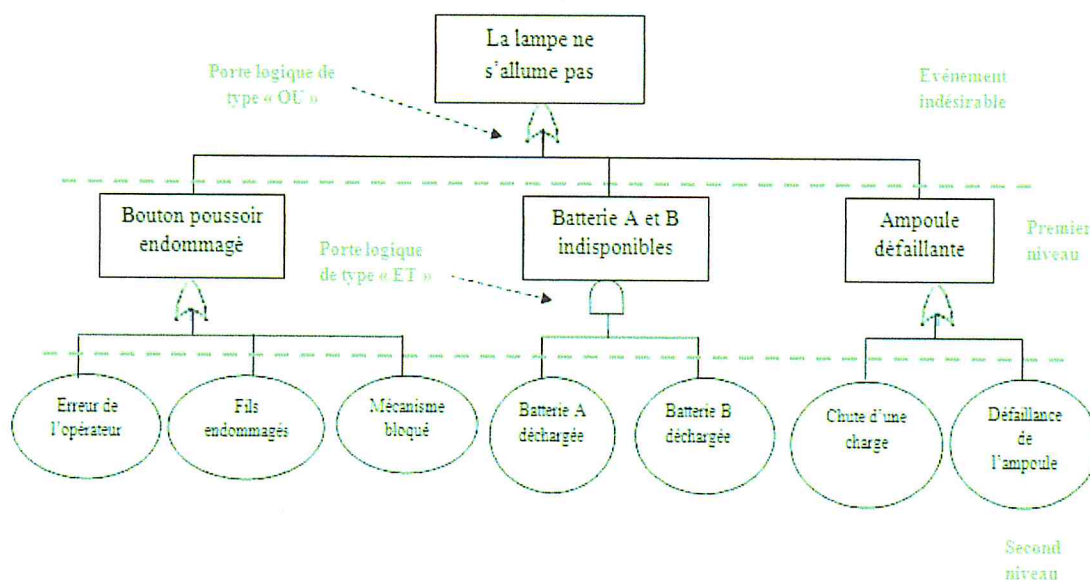 La lampe ne
s'allume pas
Porte logique de
type « OU »
Evénement
indésirable
Bouton poussoir
endommagé
Batterie A et B
indisponibles
Ampoule
défaillante
Premier
niveau
Porte logique
de type « ET »
Erreur de
l'opérateur
Fils
endommagés
Mécanisme
bloqué
Batterie A
déchargée
Batterie B
déchargée
Chute d'une
charge
Défaillance
de
l'ampoule
Second
niveau